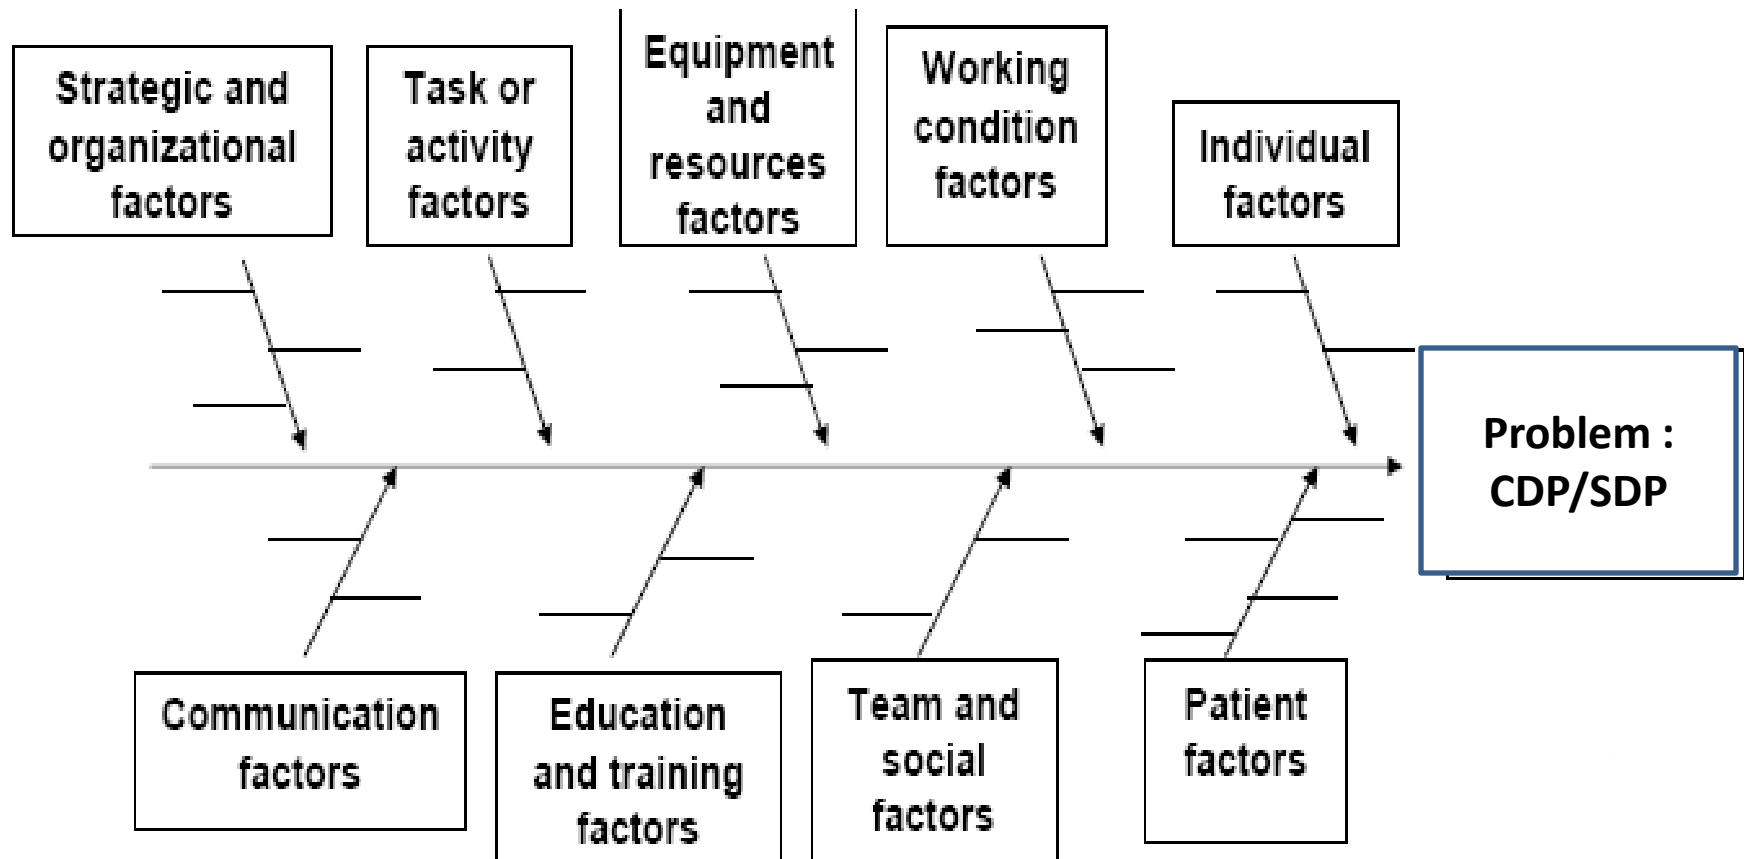 Strategic and
organizational
factors
Task or
activity
factors
Equipment
and
resources
factors
Working
condition
factors
Individual
factors
Problem :
CDP/SDP
Communication
factors
Education
and training
factors
Team and
social
factors
Patient
factors